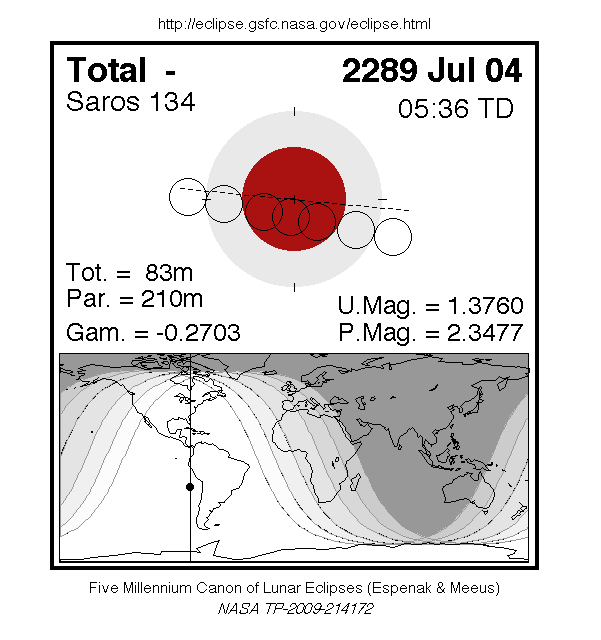 http://eclipse.gsfc.nasa.gov/eclipse.html
Total - 2289 Jul 04
Saros 134 05:36 TD
Tot. = 83m
Par. = 210m
U.Mag. = 1.3760
Gam. = -0.2703 P.Mag. = 2.3477
Five Millennium Canon of Lunar Eclipses (Espenak & Meeus)
NASA TP-2009-214172